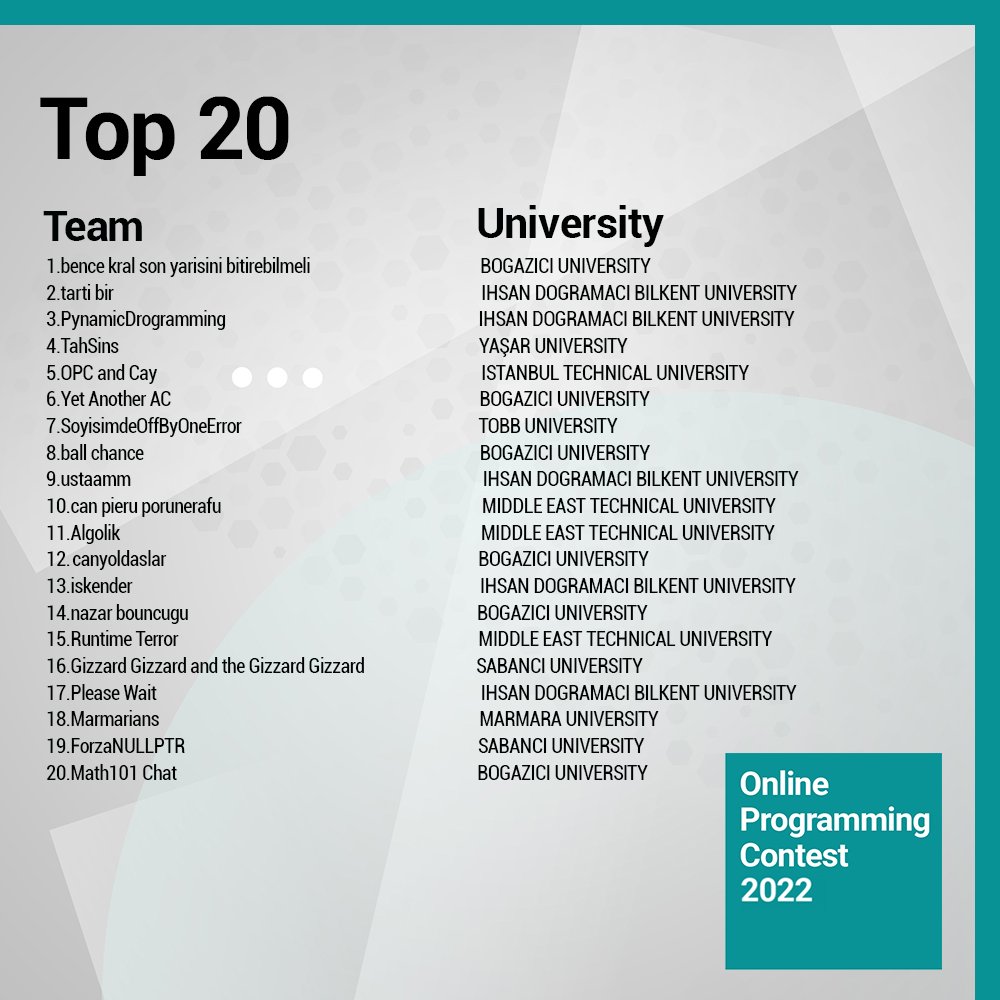 Top 20
Team University
1.bence kral son yarisini bitirebilmeli BOGAZICI UNIVERSITY
2.tarti bir IHSAN DOGRAMACI BILKENT UNIVERSITY
3.PynamicDrogramming IHSAN DOGRAMACI BILKENT UNIVERSITY
4.TahSins YAŞAR UNIVERSITY
5.OPC and Cay ISTANBUL TECHNICAL UNIVERSITY
6.Yet Another AC BOGAZICI UNIVERSITY
7.SoyisimdeOffByOneError TOBB UNIVERSITY
8.ball chance BOGAZICI UNIVERSITY
9.ustaamm IHSAN DOGRAMACI BILKENT UNIVERSITY
10.can pieru porunerafu MIDDLE EAST TECHNICAL UNIVERSITY
11.Algolik MIDDLE EAST TECHNICAL UNIVERSITY
12.canyoldaslar BOGAZICI UNIVERSITY
13.iskender IHSAN DOGRAMACI BILKENT UNIVERSITY
14.nazar bouncugu BOGAZICI UNIVERSITY
15.Runtime Terror MIDDLE EAST TECHNICAL UNIVERSITY
16.Gizzard Gizzard and the Gizzard Gizzard SABANCI UNIVERSITY
17.Please Wait IHSAN DOGRAMACI BILKENT UNIVERSITY
18.Marmarians MARMARA UNIVERSITY
19.ForzaNULLPTR SABANCI UNIVERSITY
20.Math101 Chat BOGAZICI UNIVERSITY
Online
Programming
Contest
2022